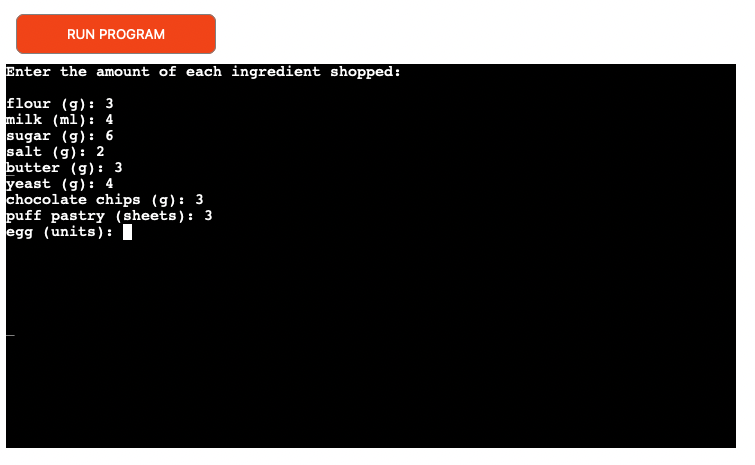 RUN PROGRAM
Enter the amount of each ingredient shopped:
flour (g): 3
milk (ml): 4
sugar (g): 6
salt (g): 2
butter (g): 3
yeast (g): 4
chocolate chips (g): 3
puff pastry (sheets): 3
egg (units):